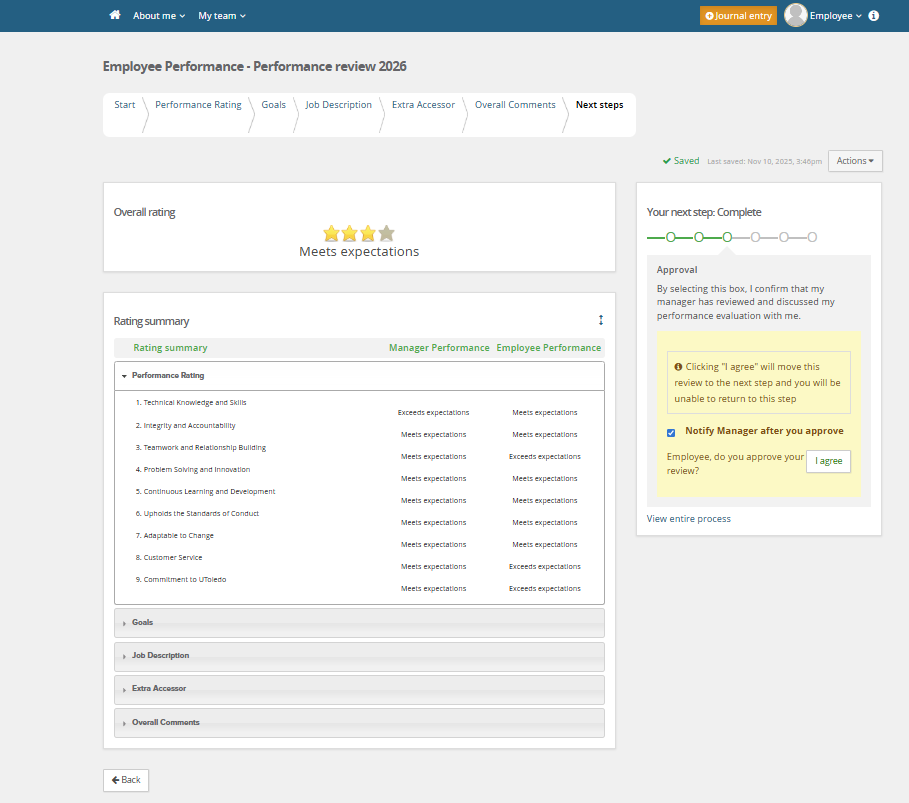 About me My team Journal entry Employee
Employee Performance - Performance review 2026
Start Performance Rating Goals Job Description Extra Accessor Overall Comments Next steps
Saved Last saved: Nov 10, 2025, 3:46pm Actions
Overall rating
Meets expectations
Rating summary
Rating summary Manager Performance Employee Performance
Performance Rating
1. Technical Knowledge and Skills
Exceeds expectations Meets expectations
2. Integrity and Accountability
Meets expectations Meets expectations
3. Teamwork and Relationship Building
Meets expectations Exceeds expectations
4. Problem Solving and Innovation
Meets expectations Meets expectations
5. Continuous Learning and Development
Meets expectations Meets expectations
6. Upholds the Standards of Conduct
Meets expectations Meets expectations
7. Adaptable to Change
Meets expectations Meets expectations
8. Customer Service
Meets expectations Exceeds expectations
9. Commitment to UToledo
Meets expectations Exceeds expectations
Goals
Job Description
Extra Accessor
Overall Comments
Back
Your next step: Complete
Approval
By selecting this box, I confirm that my
manager has reviewed and discussed my
performance evaluation with me.
Clicking "I agree" will move this
review to the next step and you will be
unable to return to this step
Notify Manager after you approve
Employee, do you approve your I agree
review?
View entire process